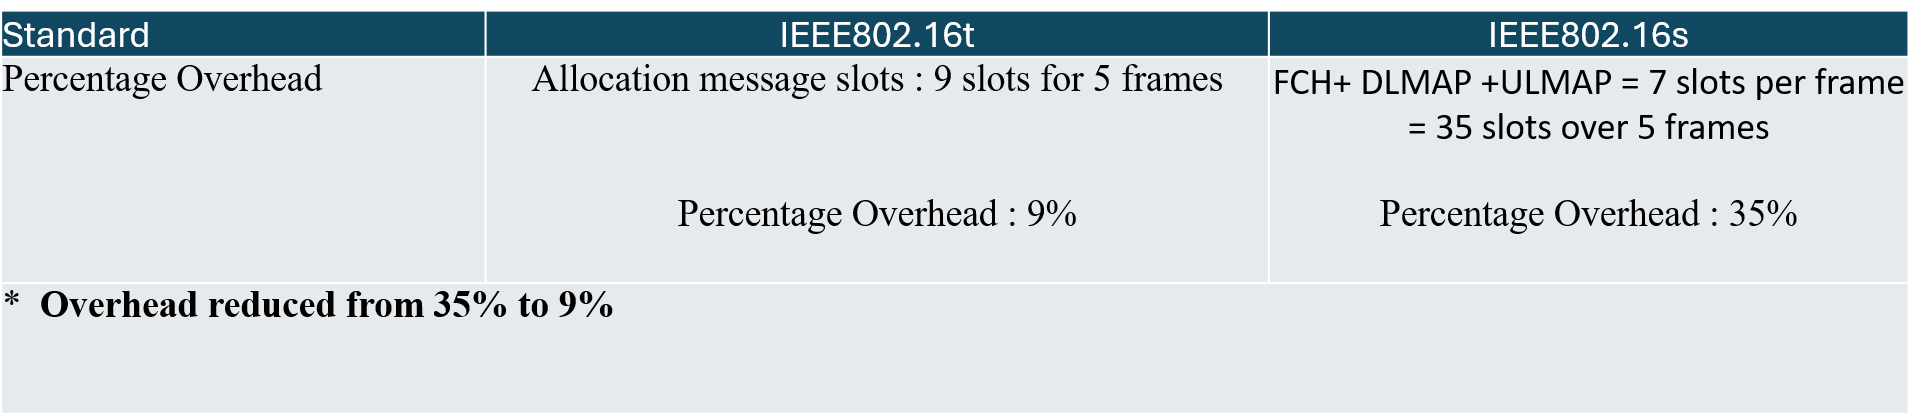 Standard
IEEE802.16t
IEEE802.16s
Percentage Overhead
Allocation message slots : 9 slots for 5 frames
Percentage Overhead : 9%
FCH+ DLMAP +ULMAP = 7 slots per frame
= 35 slots over 5 frames
Percentage Overhead : 35%
* Overhead reduced from 35% to 9%